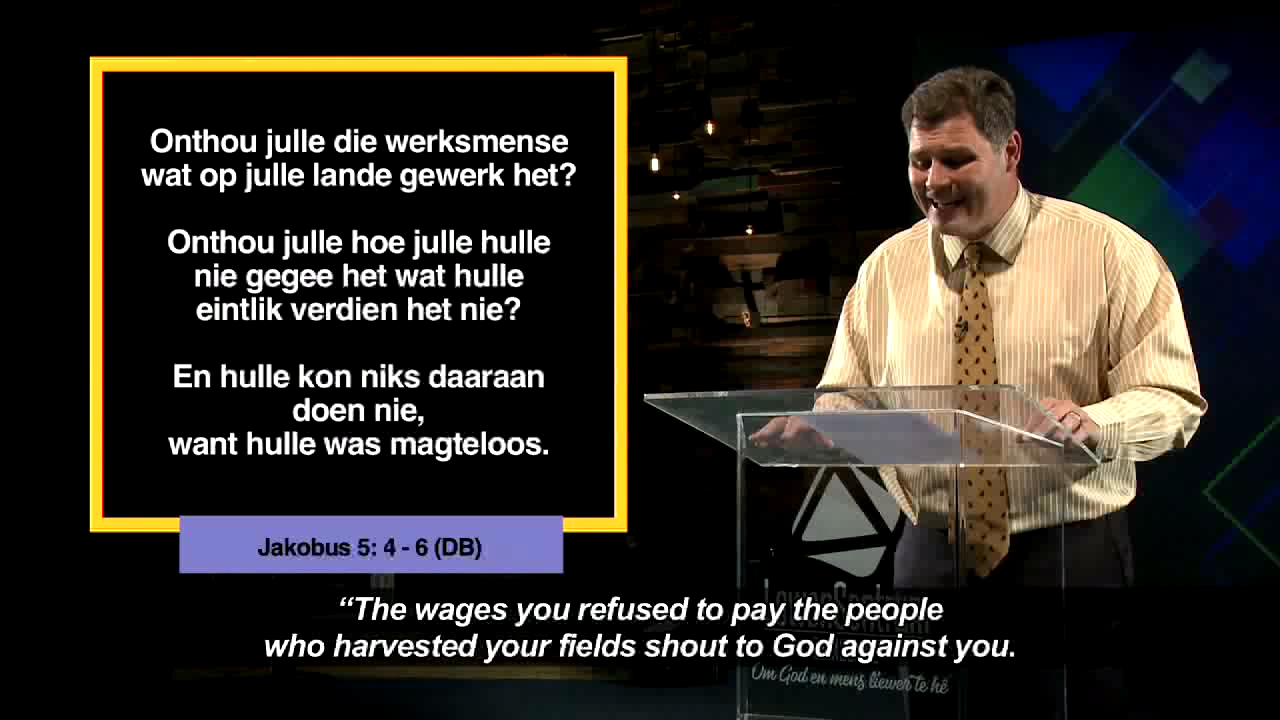 Onthou julle die werksmense
wat op julle lande gewerk het?
Onthou julle hoe julle hulle
nie gegee het wat hulle
eintlik verdien het nie?
En hulle kon niks daaraan
doen nie,
want hulle was magteloos.
Jakobus 5: 4 - 6 (DB)
“The wages you refused to pay the people
who harvested your fields shout to God against you.
Om God en mens liewer te hê